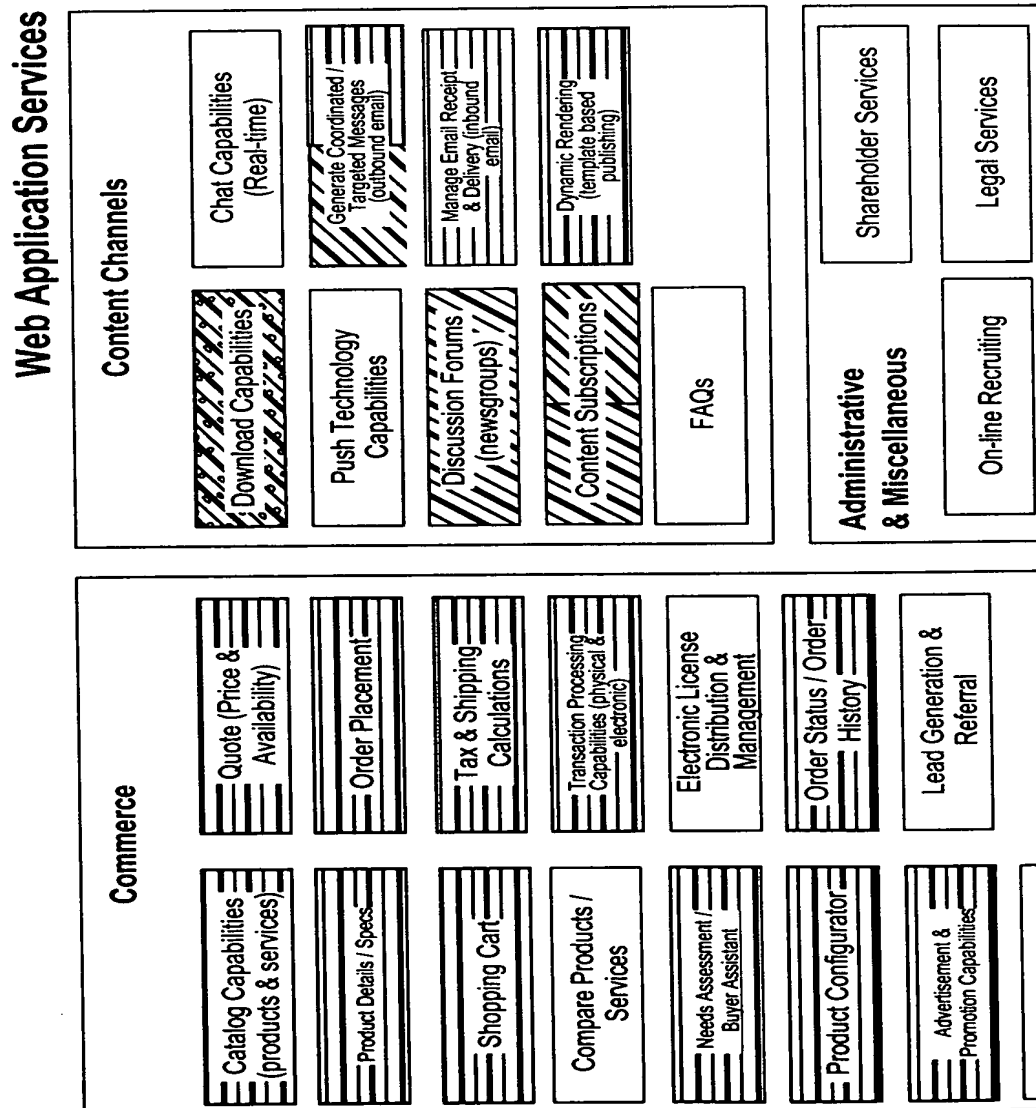 Web Application Services
Commerce
Catalog Capabilities
(products & services)
Quote (Price &
Availability)
Product Details / Specs
Order Placement
Shopping Cart
Tax & Shipping
Calculations
Compare Products /
Services
Transaction Processing
Capabilities (physical &
electronic)
Needs Assessment /
Buyer Assistant
Electronic License
Distribution &
Management
Product Configurator
Order Status / Order
History
Advertisement &
Promotion Capabilities
Lead Generation &
Referral
Content Channels
Download Capabilities
Chat Capabilities
(Real-time)
Push Technology
Capabilities
Generate Coordinated /
Targeted Messages
(outbound email)
Discussion Forums
(newsgroups)
Manage Email Receipt
& Delivery (inbound
email)
Content Subscriptions
Dynamic Rendering
(template based
publishing)
FAQs
Administrative
& Miscellaneous
Shareholder Services
On-line Recruiting
Legal Services